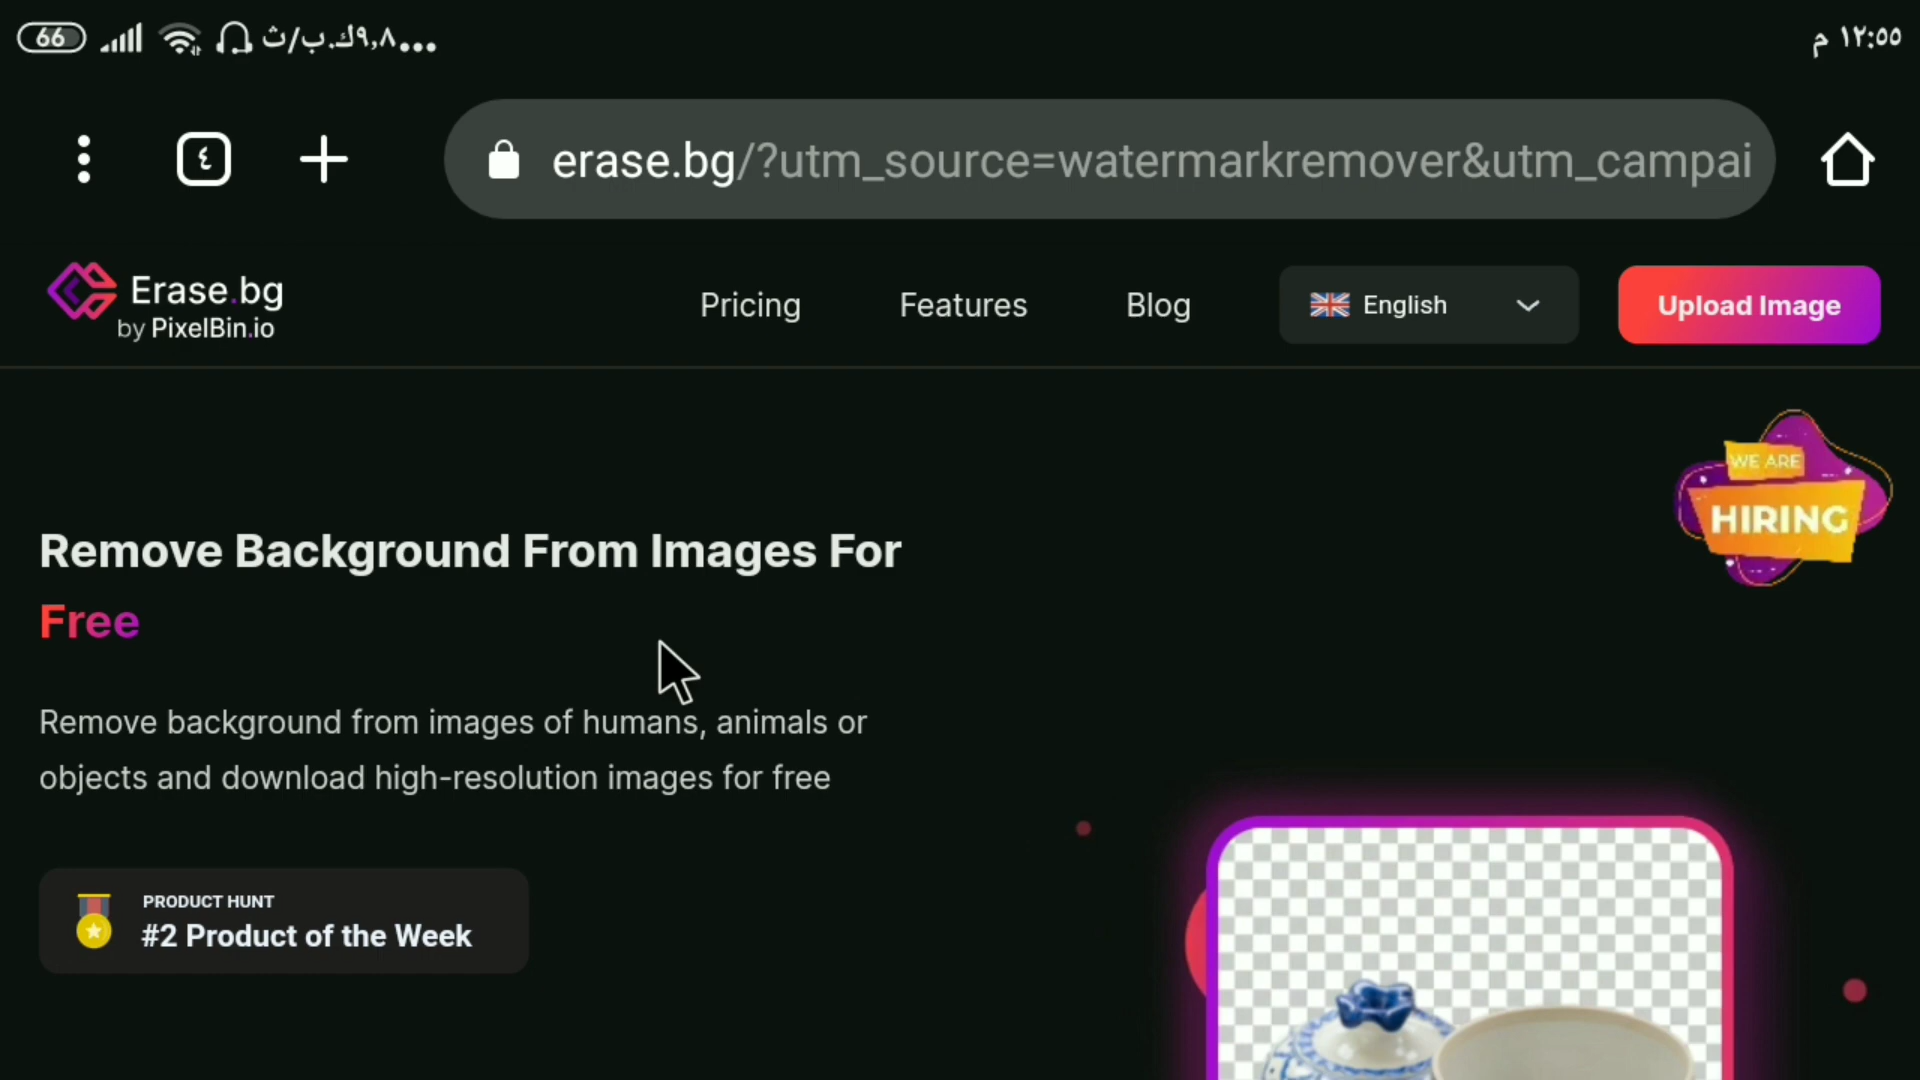 66 ...٩٫٨ك.ب/ث
١٢:٥٥ م
٤
erase.bg/?utm_source=watermarkremover&utm_campai
Erase.bg
by PixelBin.io
Pricing Features Blog English Upload Image
WE ARE
HIRING
Remove Background From Images For
Free
Remove background from images of humans, animals or
objects and download high-resolution images for free
PRODUCT HUNT
#2 Product of the Week